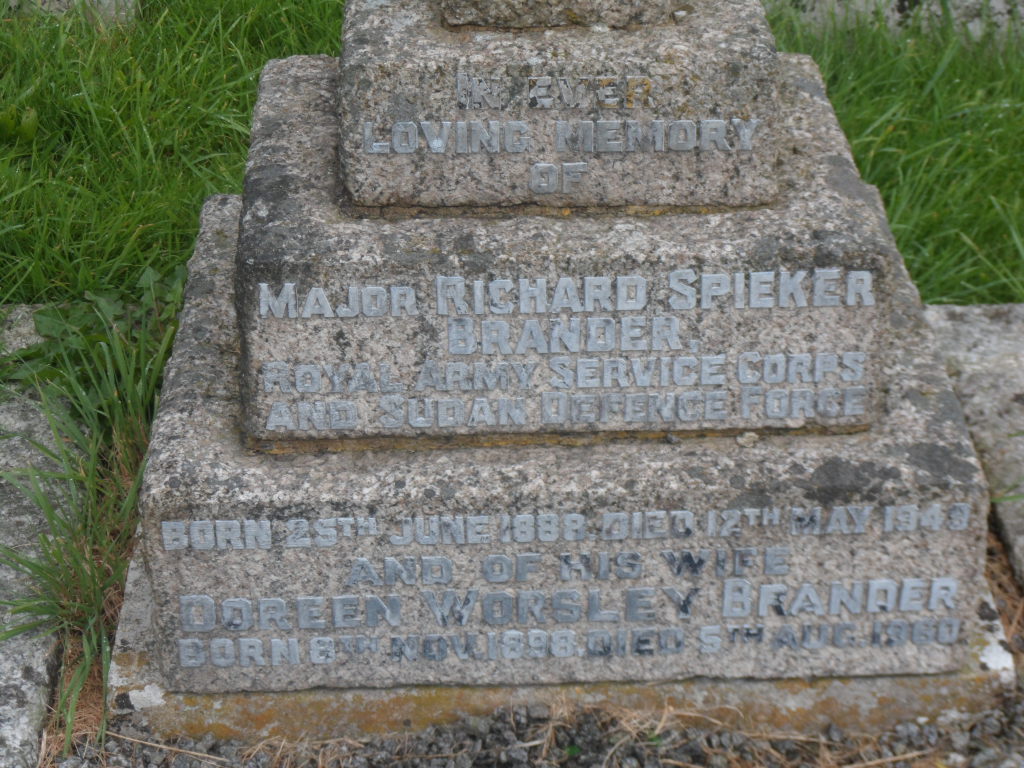 IN EVER
LOVING MEMORY
OF
MAJOR RICHARD SPIEKER
BRANDER,
ROYAL ARMY SERVICE CORPS
AND SUDAN DEFENCE FORCE
BORN 25TH JUNE 1888. DIED 12TH MAY 1949
AND OF HIS WIFE
DOREEN WORSLEY BRANDER
BORN 8TH NOV. 1898. DIED 5TH AUG. 1960